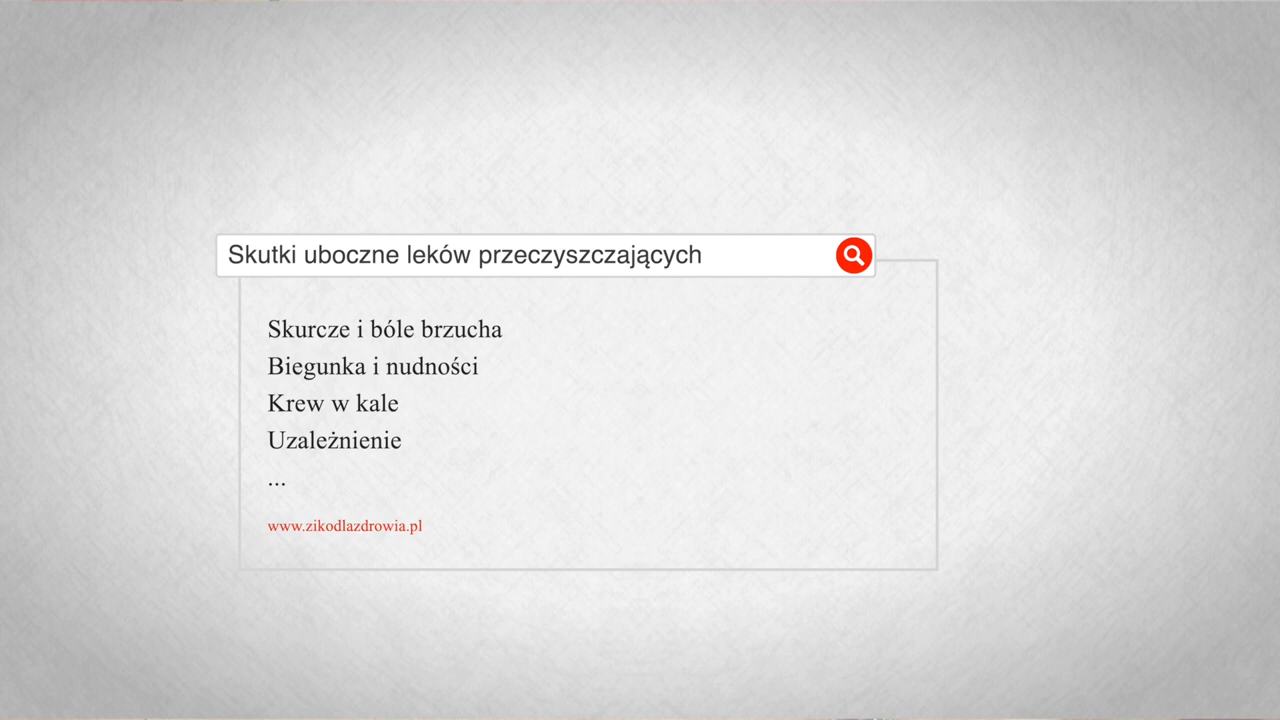 Skutki uboczne leków przeczyszczających
Skurcze i bóle brzucha
Biegunka i nudności
Krew w kale
Uzależnienie
...
www.zikodlazdrowia.pl